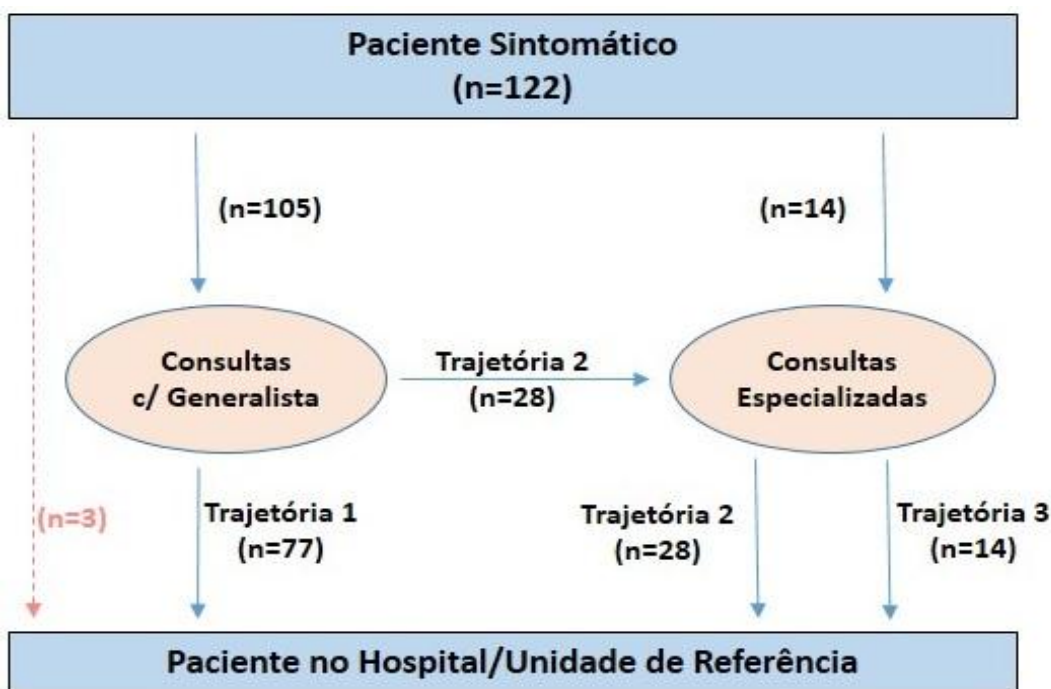 Paciente Sintomático
(n=122)
(n=105)
(n=14)
Consultas
c/ Generalista
Trajetória 2
(n=28)
Consultas
Especializadas
(n=3)
Trajetória 1
(n=77)
Trajetória 2
(n=28)
Trajetória 3
(n=14)
Paciente no Hospital/Unidade de Referência